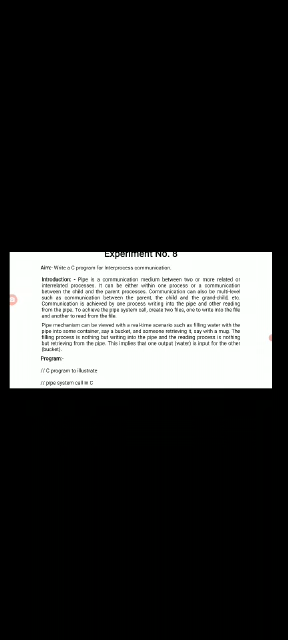 Experiment No. 8
Aim:- Write a C program for Interprocess communication.
Introduction: - Pipe is a communication medium between two or more related or
interrelated processes. It can be either within one process or a communication
between the child and the parent processes. Communication can also be multi-level
such as communication between the parent, the child and the grand-child, etc.
Communication is achieved by one process writing into the pipe and other reading
from the pipe. To achieve the pipe system call, create two files, one to write into the file
and another to read from the file.
Pipe mechanism can be viewed with a real-time scenario such as filling water with the
pipe into some container, say a bucket, and someone retrieving it, say with a mug. The
filling process is nothing but writing into the pipe and the reading process is nothing
but retrieving from the pipe. This implies that one output (water) is input for the other
(bucket).
Program:-
// C program to illustrate
// pipe system call in C